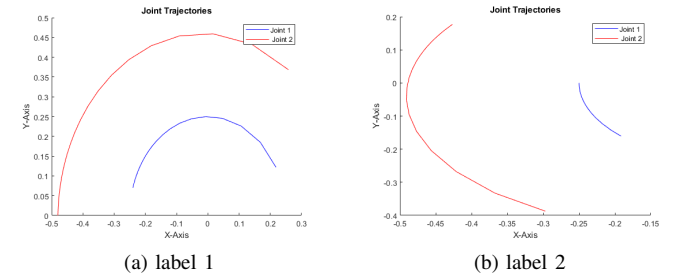 Joint Trajectories
Joint 1
Joint 2
Y-Axis
0.5
0.45
0.4
0.35
0.3
0.25
0.2
0.15
0.1
0.05
0
-0.5 -0.4 -0.3 -0.2 -0.1 0 0.1 0.2 0.3
X-Axis
(a) label 1
Joint Trajectories
Joint 1
Joint 2
Y-Axis
0.2
0.1
0
-0.1
-0.2
-0.3
-0.4
-0.5 -0.45 -0.4 -0.35 -0.3 -0.25 -0.2 -0.15
X-Axis
(b) label 2